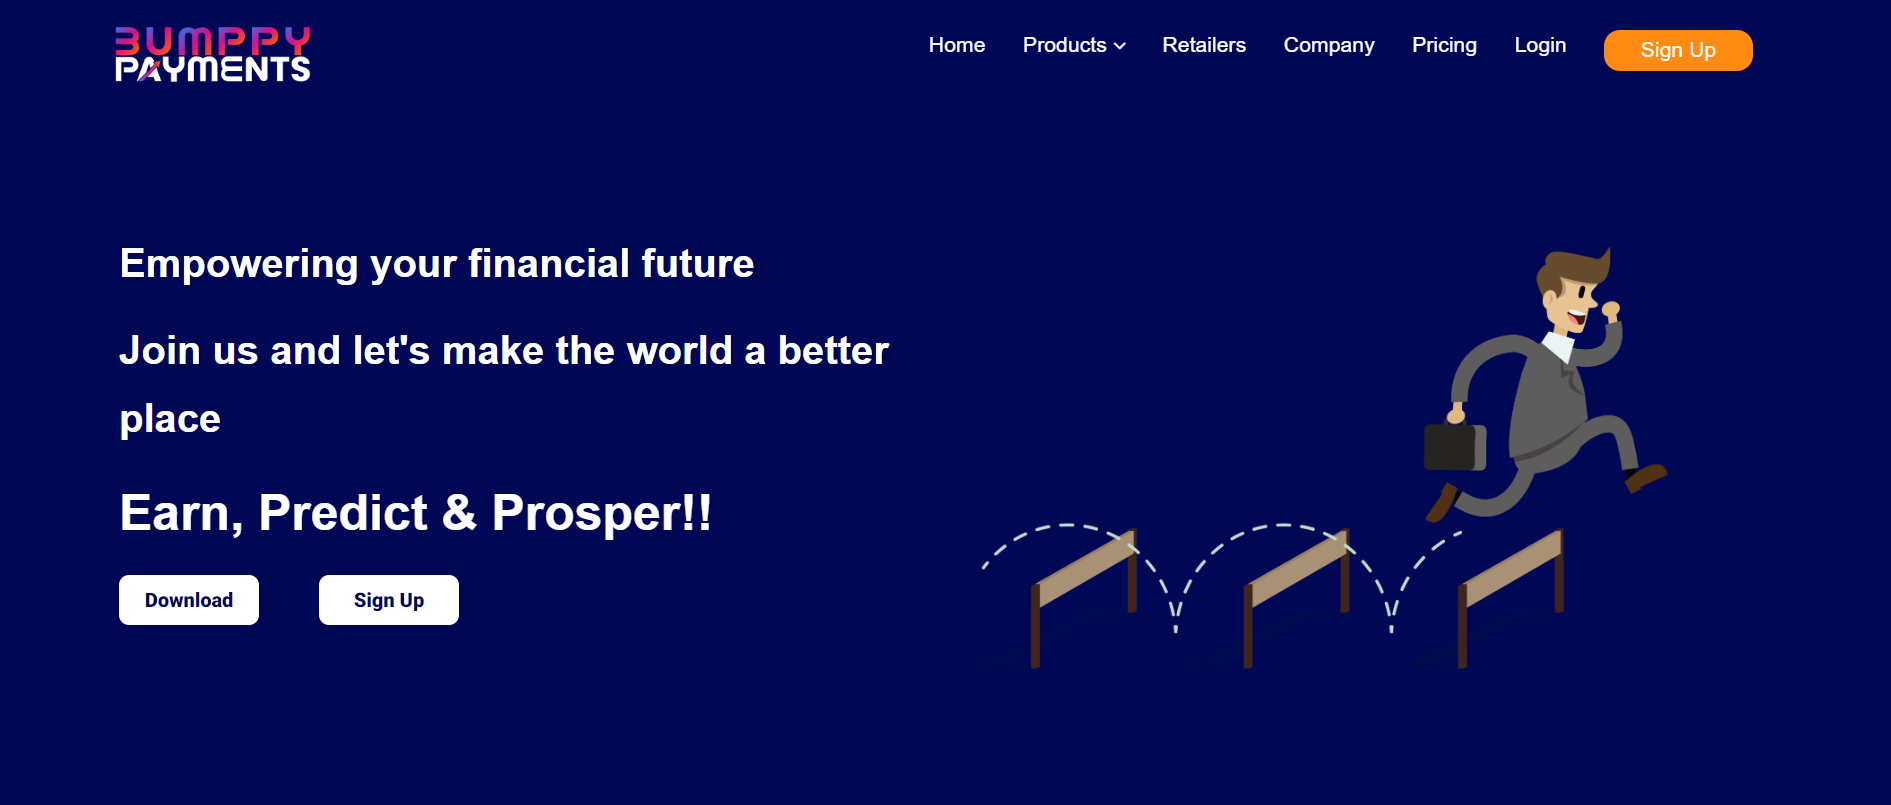 BUMPPY
PAYMENTS
Home Products Retailers Company Pricing Login Sign Up
Empowering your financial future
Join us and let's make the world a better
place
Earn, Predict & Prosper!!
Download Sign Up